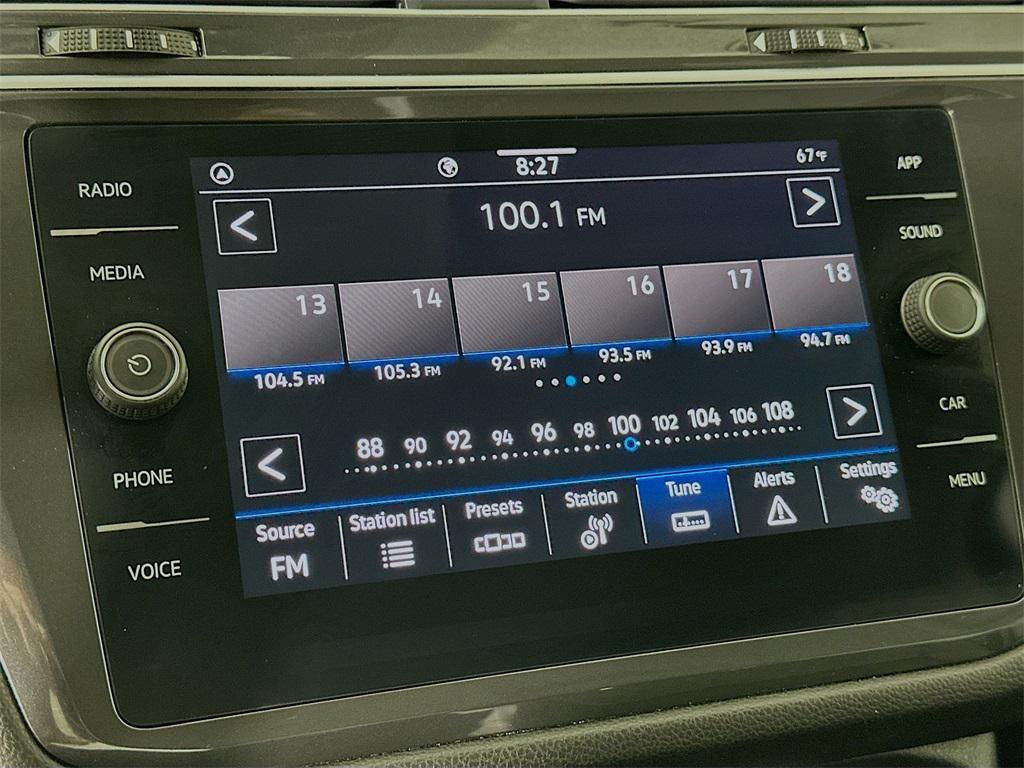 RADIO
MEDIA
PHONE
VOICE
8:27
67°F
100.1 FM
13 14 15 16 17 18
104.5 FM 105.3 FM 92.1 FM 93.5 FM 93.9 FM 94.7 FM
88 90 92 94 96 98 100 102 104 106 108
Source Station list Presets Station Tune Alerts Settings
FM
APP
SOUND
CAR
MENU